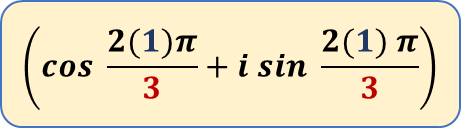 (cos 2(1)π/3 + i sin 2(1) π/3)